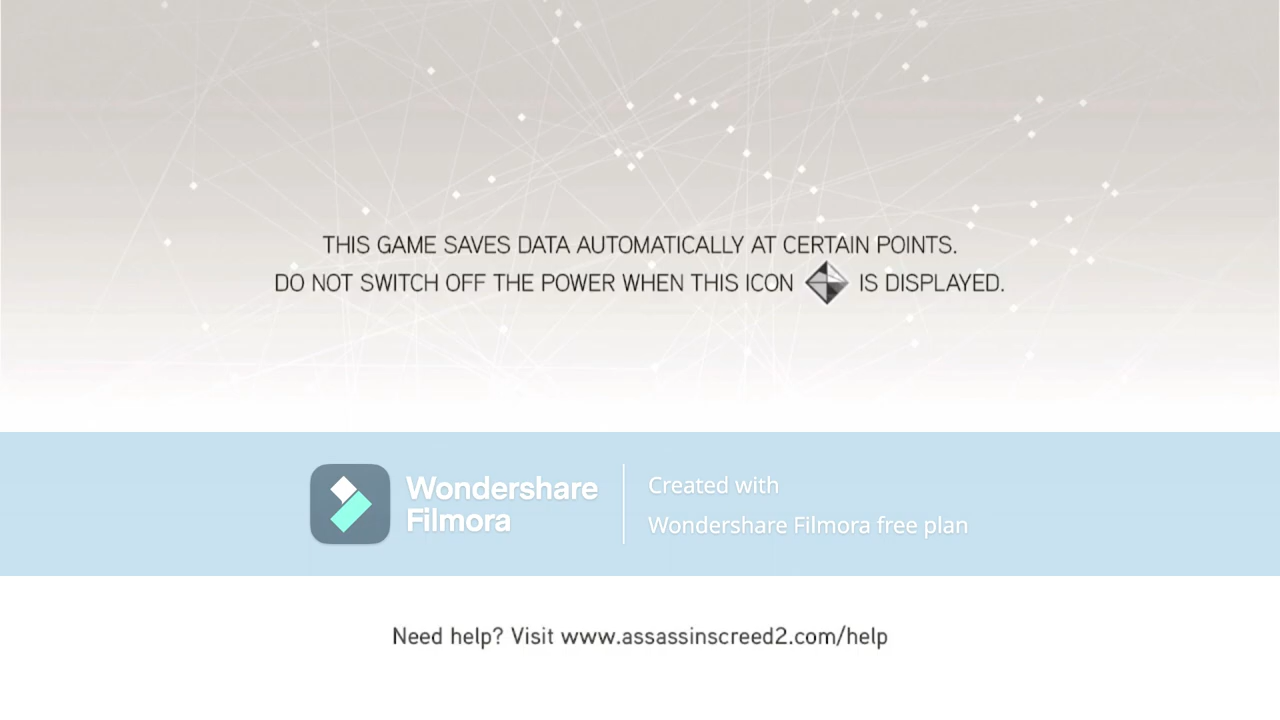 THIS GAME SAVES DATA AUTOMATICALLY AT CERTAIN POINTS.
DO NOT SWITCH OFF THE POWER WHEN THIS ICON IS DISPLAYED.
Wondershare
Filmora
Created with
Wondershare Filmora free plan
Need help? Visit www.assassinscreed2.com/help